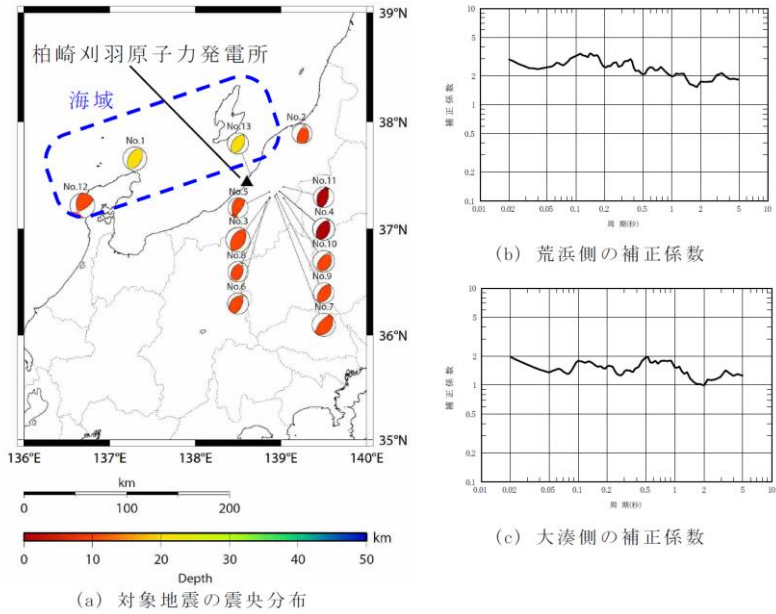 柏崎刈羽原子力発電所
海域
No.1
No.2
No.13
No.12
No.5
No.11
No.3
No.4
No.8
No.10
No.6
No.9
No.7
39°N
38°N
37°N
36°N
35°N
136°E 137°E 138°E 139°E 140°E
km
0 100 200
km
0 10 20 30 40 50
Depth
(a) 対象地震の震央分布
10
5
2
1
0.5
0.2
0.1
補正係数
0.01 0.02 0.05 0.1 0.2 0.5 1 2 5 10
周期(秒)
(b) 荒浜側の補正係数
10
5
2
1
0.5
0.2
0.1
補正係数
0.01 0.02 0.05 0.1 0.2 0.5 1 2 5 10
周期(秒)
(c) 大湊側の補正係数